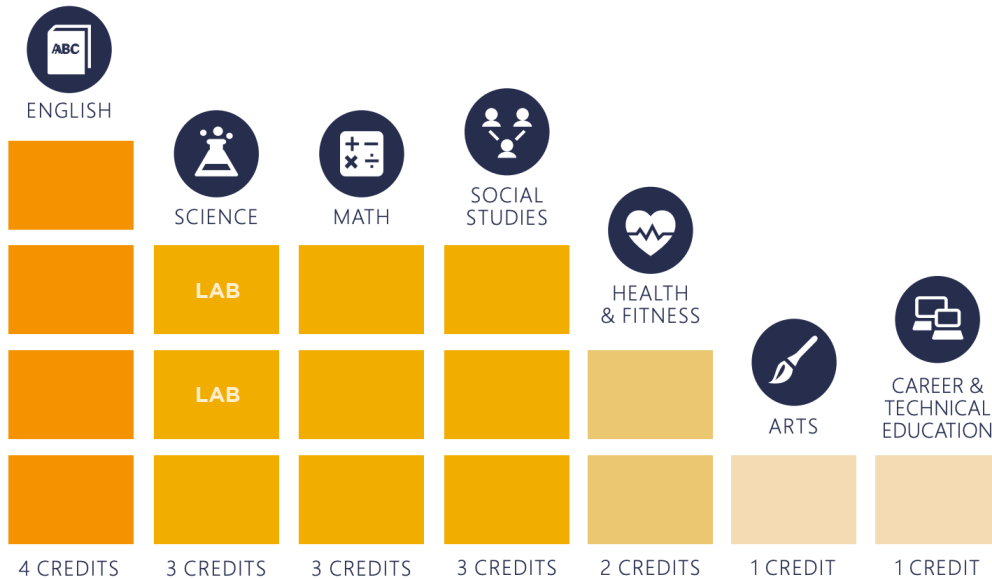 ABC
ENGLISH
SCIENCE
MATH
SOCIAL
STUDIES
HEALTH
& FITNESS
ARTS
CAREER &
TECHNICAL
EDUCATION
LAB
LAB
4 CREDITS
3 CREDITS
3 CREDITS
3 CREDITS
2 CREDITS
1 CREDIT
1 CREDIT